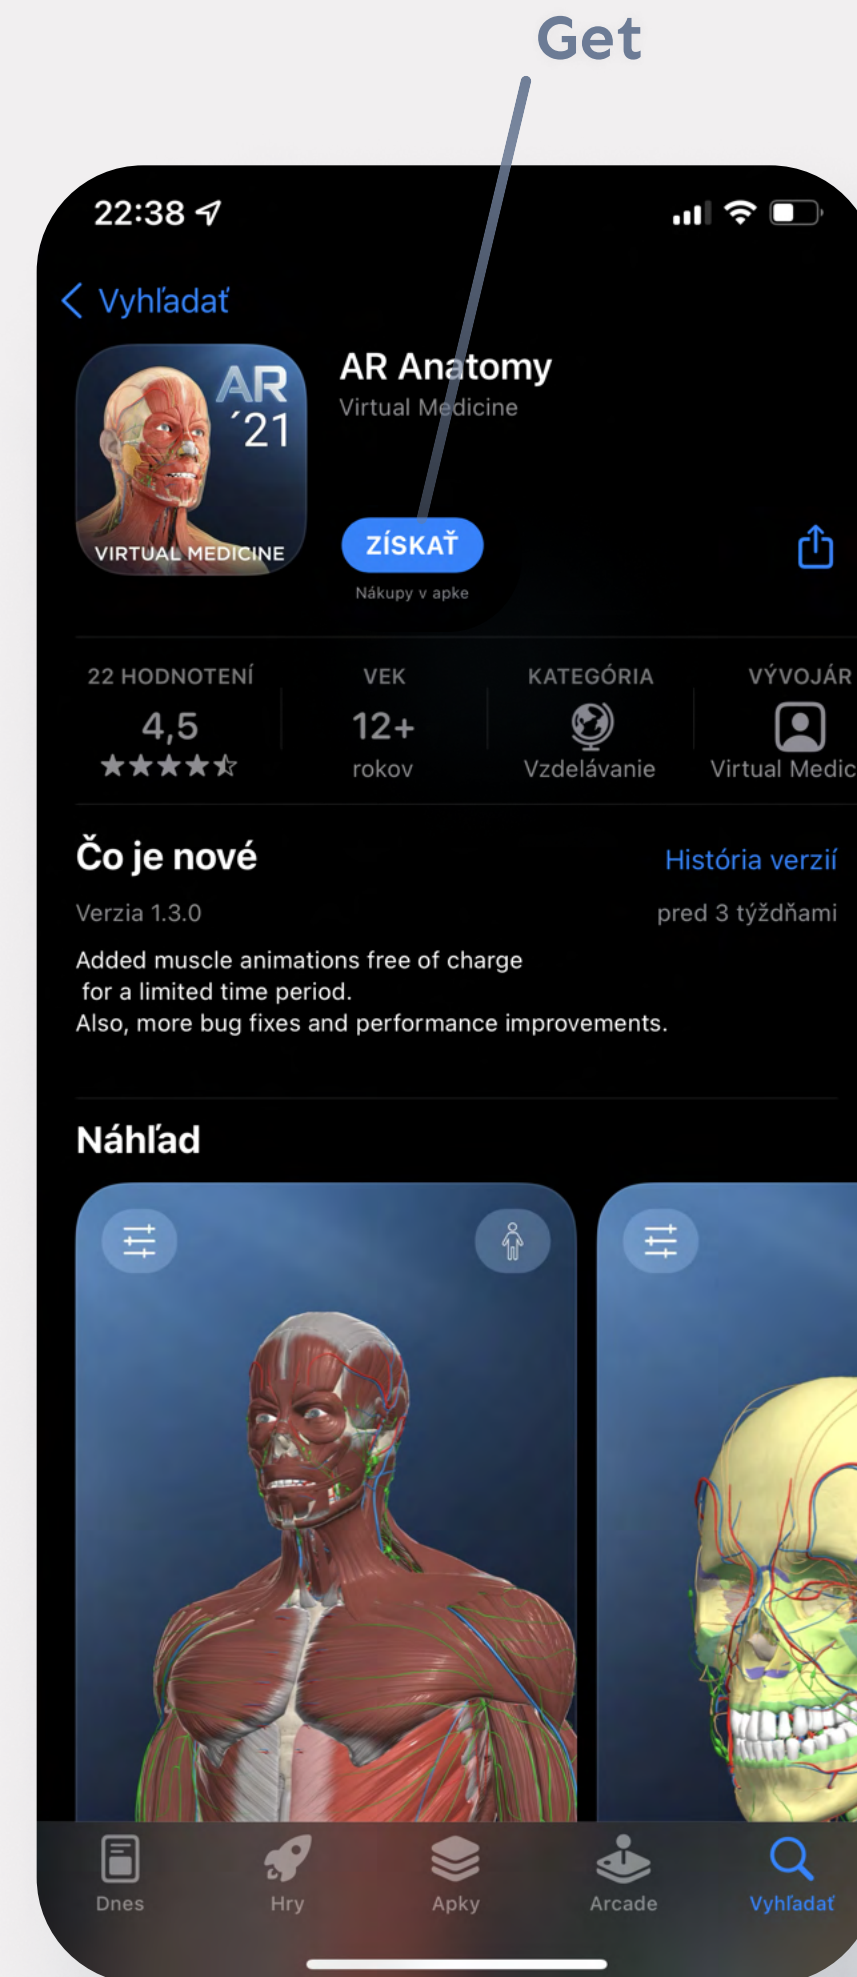 Get
22:38
Vyhľadať
AR
´21
VIRTUAL MEDICINE
AR Anatomy
Virtual Medicine
ZÍSKAŤ
Nákupy v apke
22 HODNOTENÍ
VEK
KATEGÓRIA
VÝVOJÁR
4,5
12+
rokov
Vzdelávanie
Virtual Medic
Čo je nové
História verzií
Verzia 1.3.0
pred 3 týždňami
Added muscle animations free of charge
for a limited time period.
Also, more bug fixes and performance improvements.
Náhľad
Dnes
Hry
Apky
Arcade
Vyhľadať